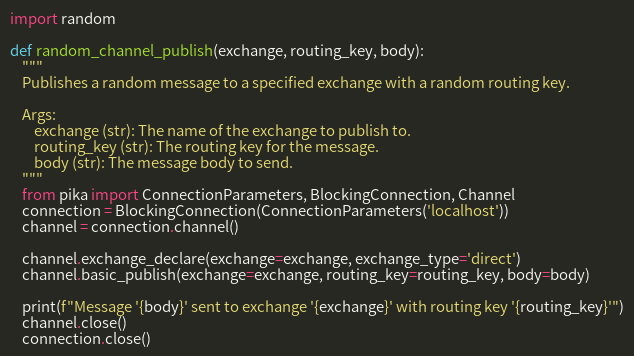 import random
def random_channel_publish(exchange, routing_key, body):
"""
Publishes a random message to a specified exchange with a random routing key.
Args:
exchange (str): The name of the exchange to publish to.
routing_key (str): The routing key for the message.
body (str): The message body to send.
"""
from pika import ConnectionParameters, BlockingConnection, Channel
connection = BlockingConnection(ConnectionParameters('localhost'))
channel = connection.channel()
channel.exchange_declare(exchange=exchange, exchange_type='direct')
channel.basic_publish(exchange=exchange, routing_key=routing_key, body=body)
print(f"Message '{body}' sent to exchange '{exchange}' with routing key '{routing_key}'")
channel.close()
connection.close()